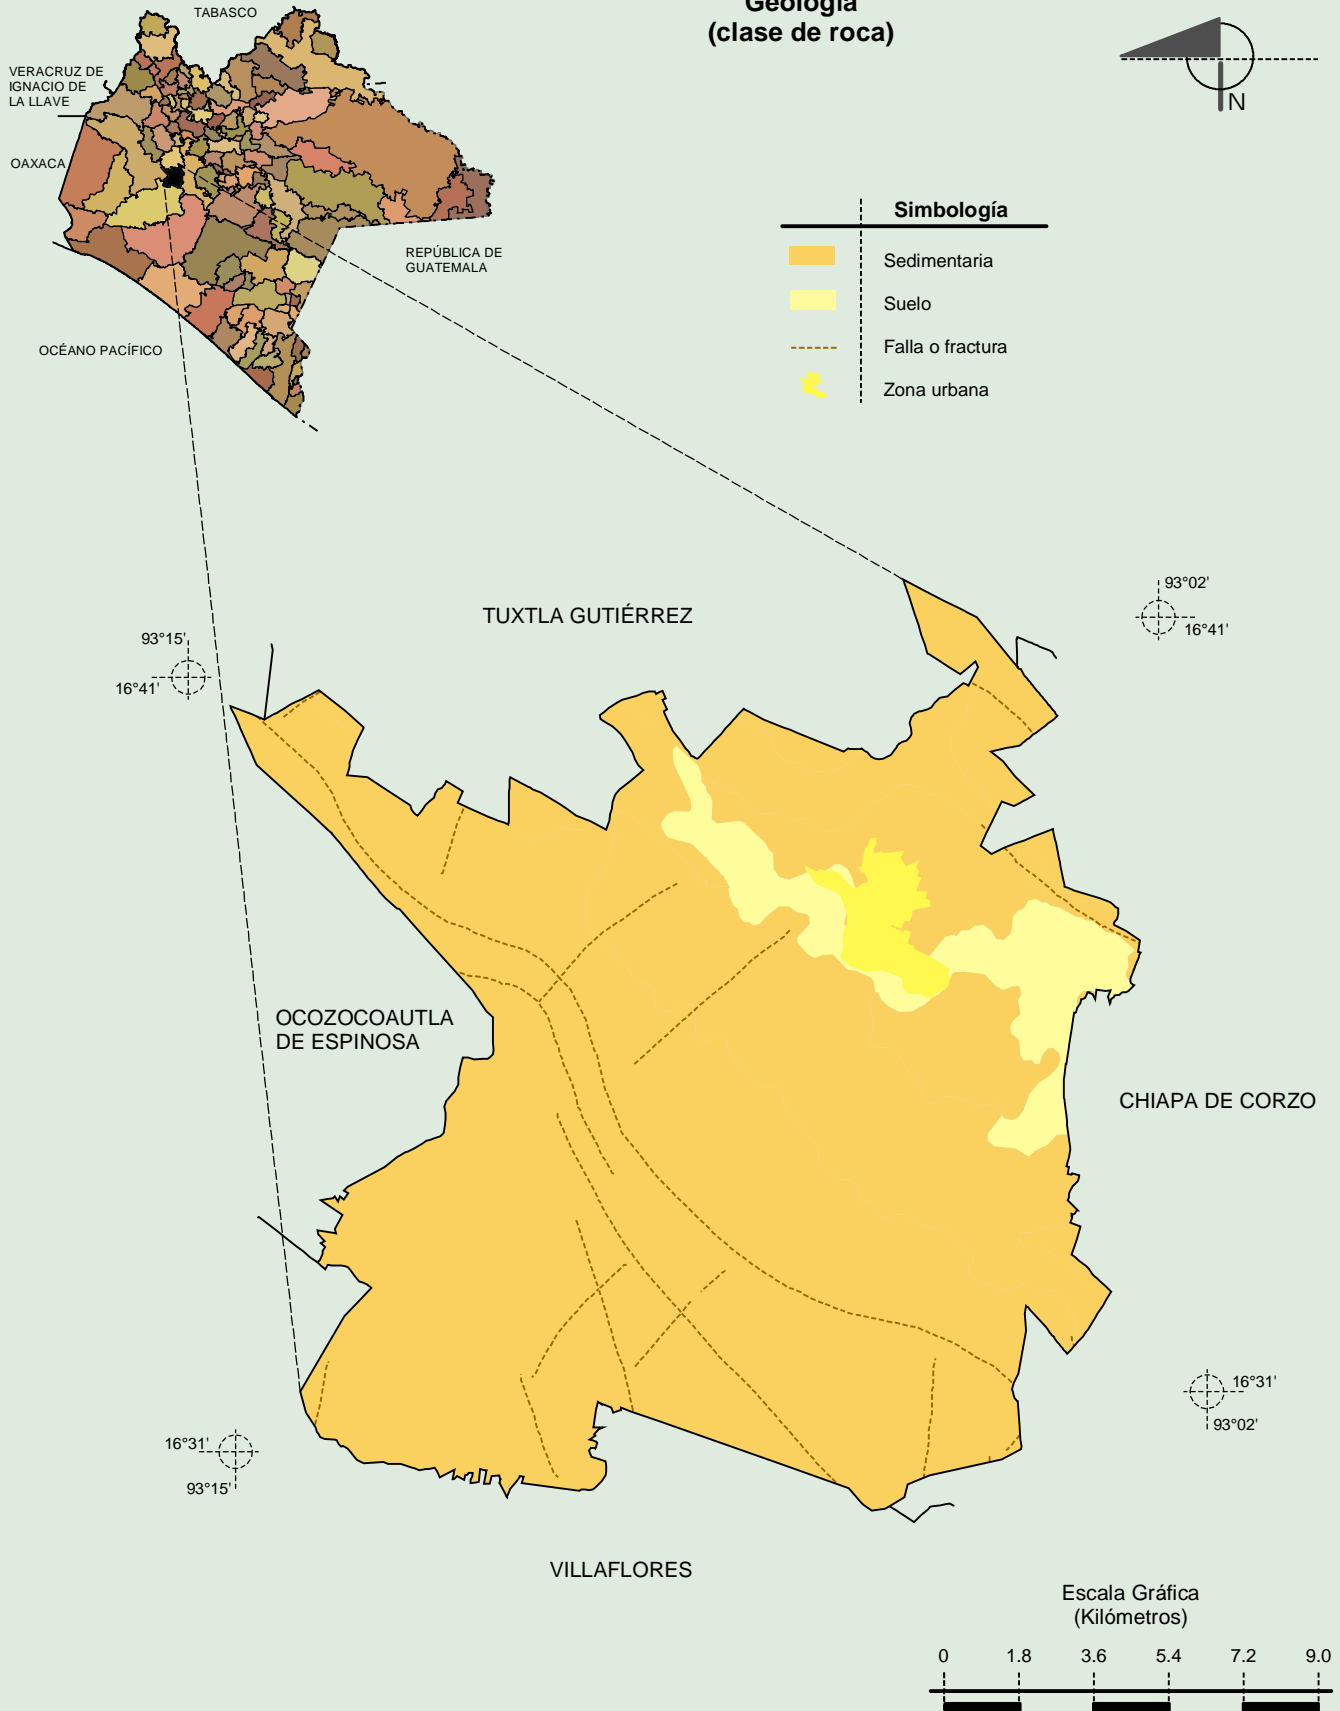 Geología
(clase de roca)
TABASCO
VERACRUZ DE
IGNACIO DE
LA LLAVE
OAXACA
REPÚBLICA DE
GUATEMALA
OCÉANO PACÍFICO
N
Simbología
Sedimentaria
Suelo
Falla o fractura
Zona urbana
TUXTLA GUTIÉRREZ
93°02'
16°41'
93°15'
16°41'
OCOZOCOAUTLA
DE ESPINOSA
CHIAPA DE CORZO
16°31'
93°02'
16°31'
93°15'
VILLAFLORES
Escala Gráfica
(Kilómetros)
0 1.8 3.6 5.4 7.2 9.0